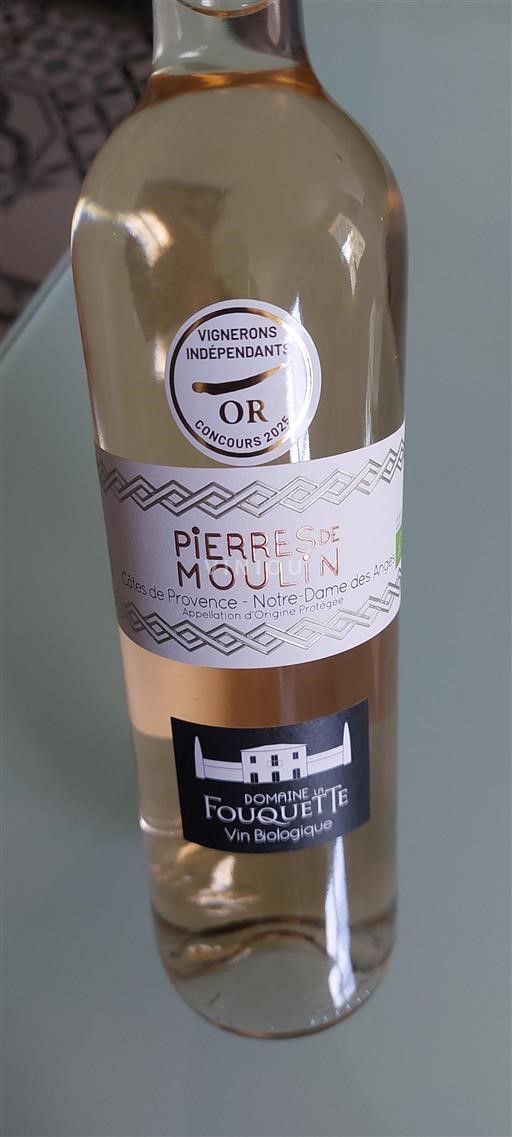 VIGNERONS
INDÉPENDANTS
OR
CONCOURS 2025
PiERRES DE
MOULiN
Côtes de Provence - Notre-Dame des Anges
Appellation d'Origine Protégée
DOMAINE LA
FOUQUETTE
Vin Biologique